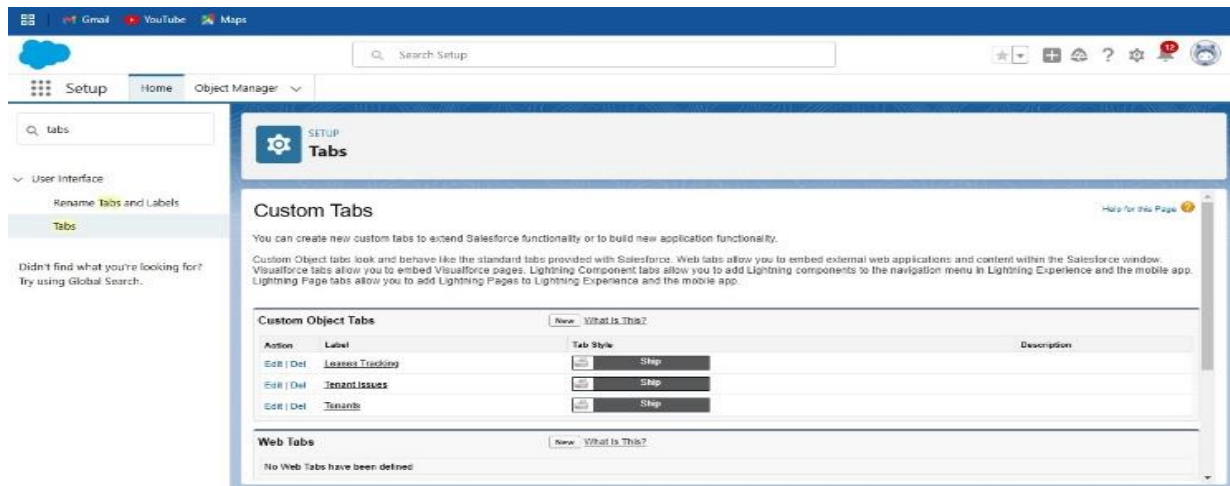 Gmail YouTube Maps
Search Setup
12
Setup Home Object Manager
tabs
SETUP
Tabs
User Interface
Rename Tabs and Labels
Tabs
Didn't find what you're looking for?
Try using Global Search.
Custom Tabs
Help for this Page
You can create new custom tabs to extend Salesforce functionality or to build new application functionality.
Custom Object tabs look and behave like the standard tabs provided with Salesforce. Web tabs allow you to embed external web applications and content within the Salesforce window.
Visualforce tabs allow you to embed Visualforce pages. Lightning Component tabs allow you to add Lightning components to the navigation menu in Lightning Experience and the mobile app.
Lightning Page tabs allow you to add Lightning Pages to Lightning Experience and the mobile app.
Custom Object Tabs New What Is This?
Action Label Tab Style Description
Edit | Del Leases Tracking Ship
Edit | Del Tenant Issues Ship
Edit | Del Tenants Ship
Web Tabs New What Is This?
No Web Tabs have been defined